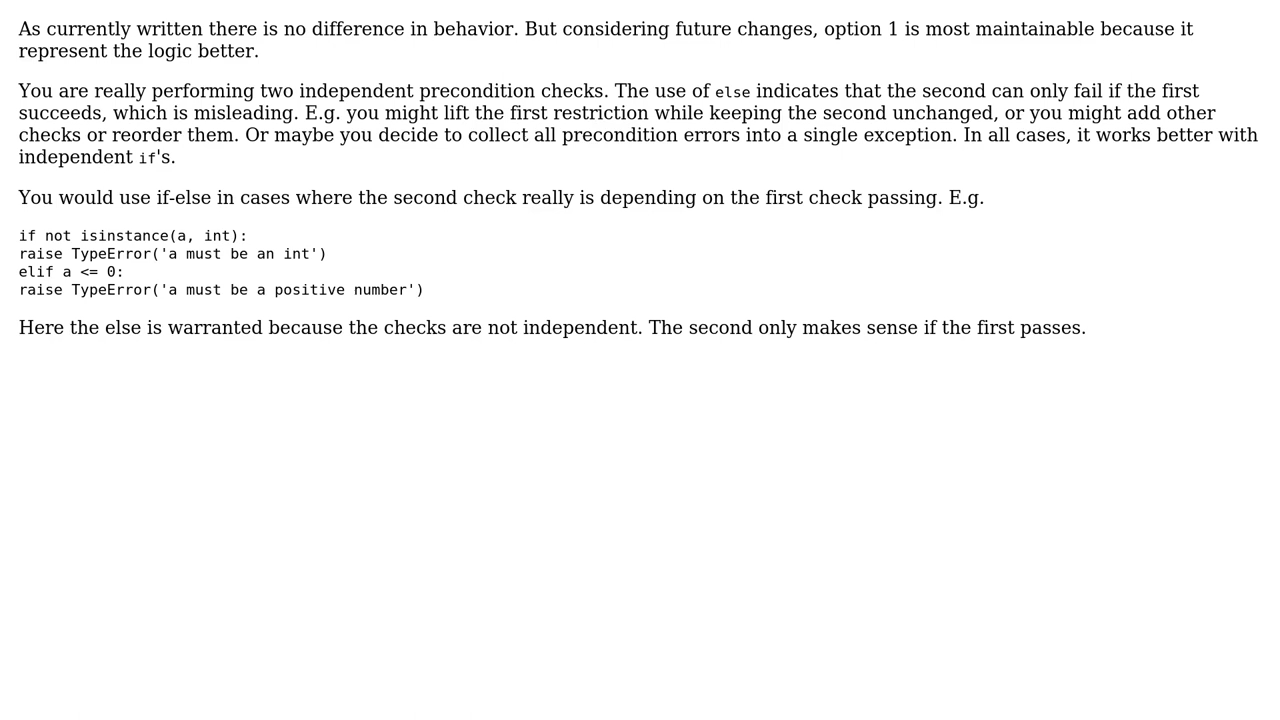 As currently written there is no difference in behavior. But considering future changes, option 1 is most maintainable because it
represent the logic better.
You are really performing two independent precondition checks. The use of else indicates that the second can only fail if the first
succeeds, which is misleading. E.g. you might lift the first restriction while keeping the second unchanged, or you might add other
checks or reorder them. Or maybe you decide to collect all precondition errors into a single exception. In all cases, it works better with
independent if's.
You would use if-else in cases where the second check really is depending on the first check passing. E.g.
if not isinstance(a, int):
raise TypeError('a must be an int')
elif a <= 0:
raise TypeError('a must be a positive number')
Here the else is warranted because the checks are not independent. The second only makes sense if the first passes.